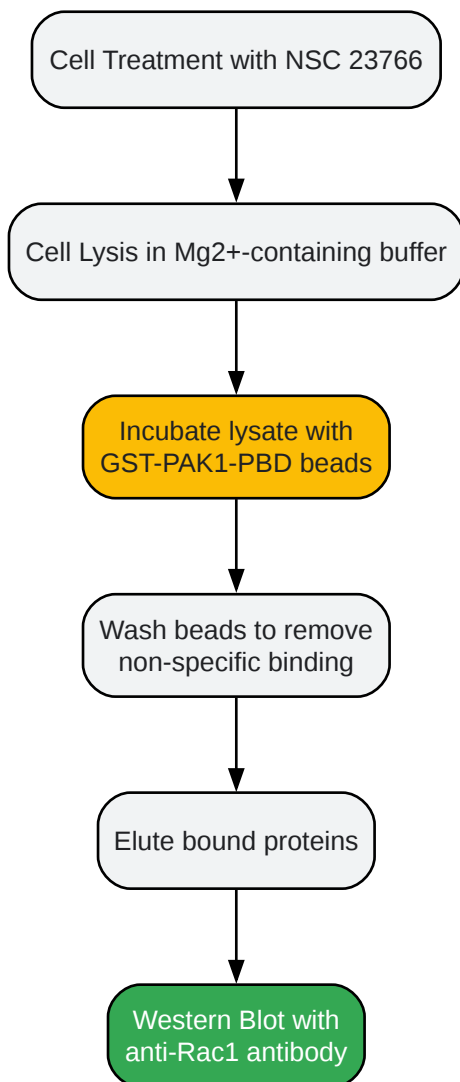 Cell Treatment with NSC 23766
Cell Lysis in Mg2+-containing buffer
Incubate lysate with
GST-PAK1-PBD beads
Wash beads to remove
non-specific binding
Elute bound proteins
Western Blot with
anti-Rac1 antibody